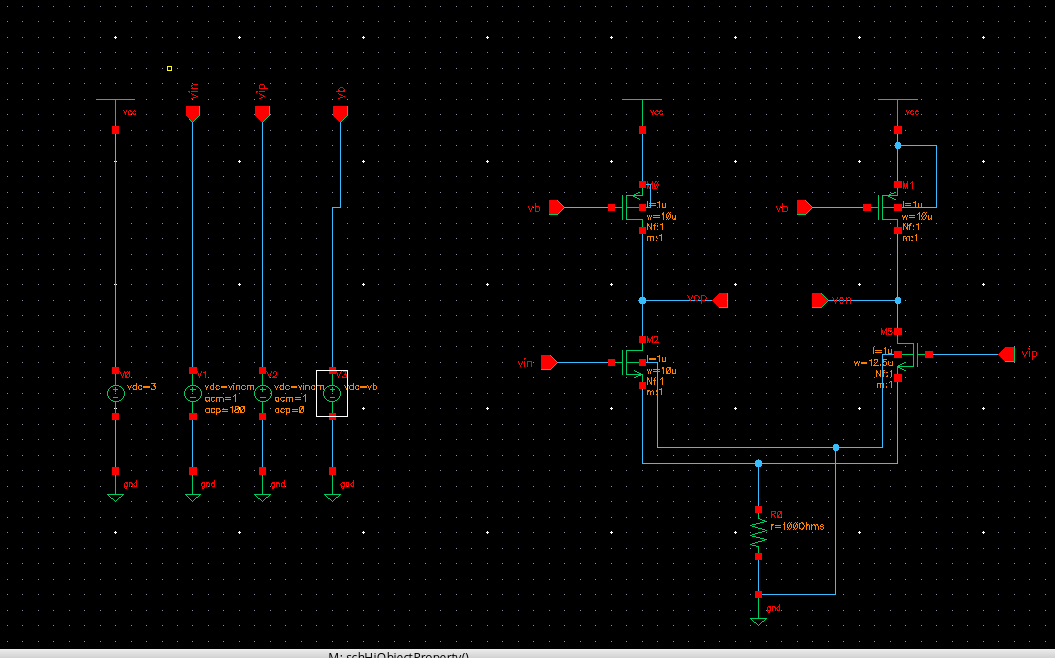 vin
vip
vb
vcc
vcc
vcc
M0
l=1u
w=10u
Nf:1
m:1
vb
M1
l=1u
w=10u
Nf:1
m:1
vb
vop
von
M2
l=1u
w=10u
Nf:1
m:1
vin
M3
l=1u
w=12.5u
Nf:1
m:1
vip
V0
vdc=3
V1
vdc=vincm
acm=1
acp=180
V2
vdc=vincm
acm=1
acp=0
vdc=vb
gnd
gnd
gnd
gnd
R0
r=100Ohms
gnd
M: schHiObjectProperty()